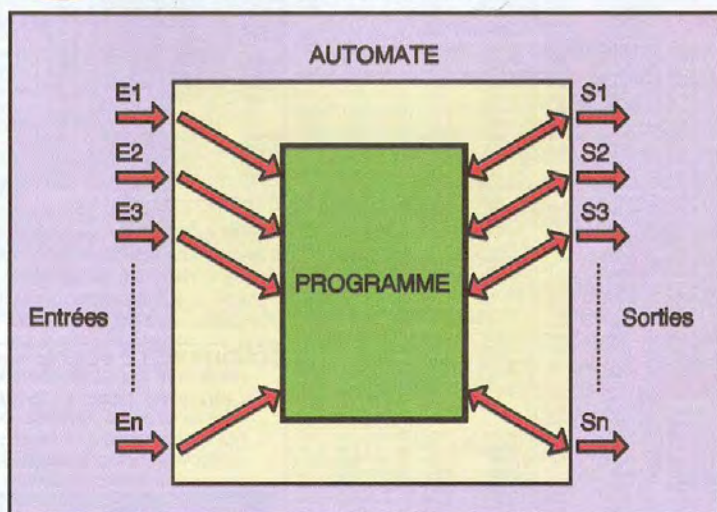 AUTOMATE
E1
S1
E2
S2
E3
S3
PROGRAMME
Entrées
Sorties
En
Sn